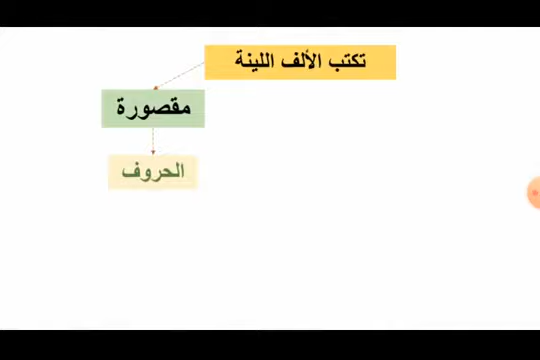 تكتب الألف اللينة
مقصورة
الحروف